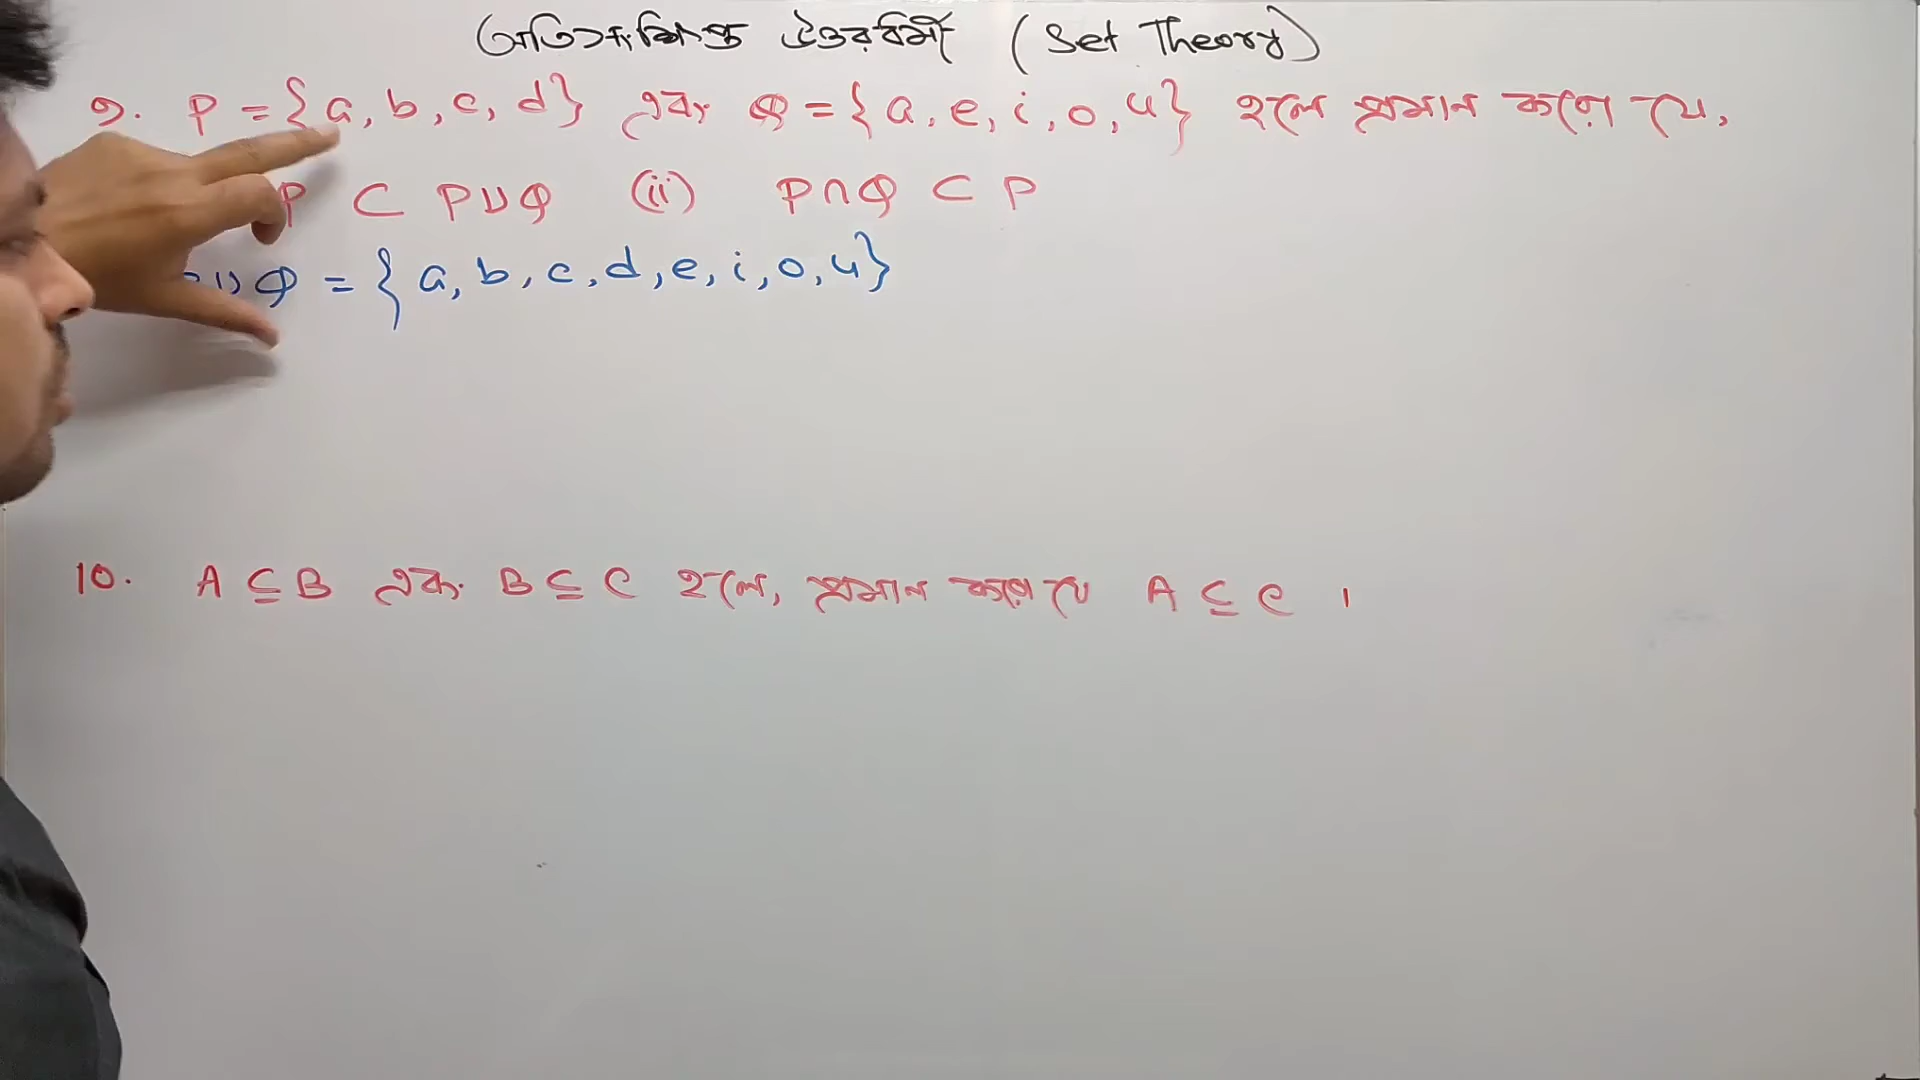 অতিসংক্ষিপ্ত উত্তরধর্মী (Set Theory)
9. P = {a, b, c, d} এবং Q = {a, e, i, o, u} হলে প্রমান করো যে,
P ⊂ P∪Q (ii) P∩Q ⊂ P
∪Q = {a, b, c, d, e, i, o, u}
10. A ⊆ B এবং B ⊆ C হলে, প্রমান করো যে A ⊆ C ।